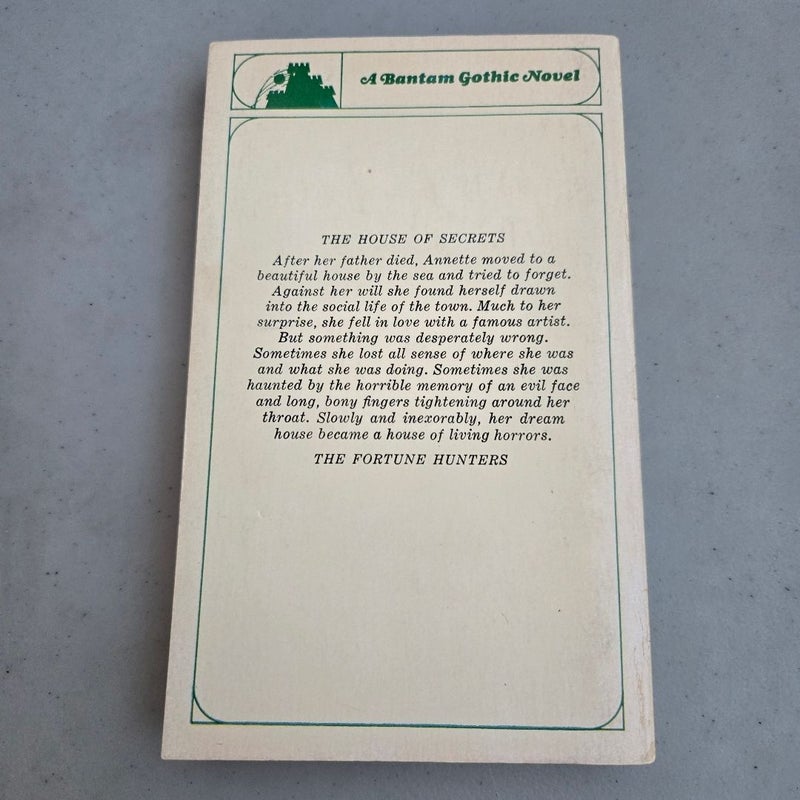 A Bantam Gothic Novel
THE HOUSE OF SECRETS
After her father died, Annette moved to a
beautiful house by the sea and tried to forget.
Against her will she found herself drawn
into the social life of the town. Much to her
surprise, she fell in love with a famous artist.
But something was desperately wrong.
Sometimes she lost all sense of where she was
and what she was doing. Sometimes she was
haunted by the horrible memory of an evil face
and long, bony fingers tightening around her
throat. Slowly and inexorably, her dream
house became a house of living horrors.
THE FORTUNE HUNTERS